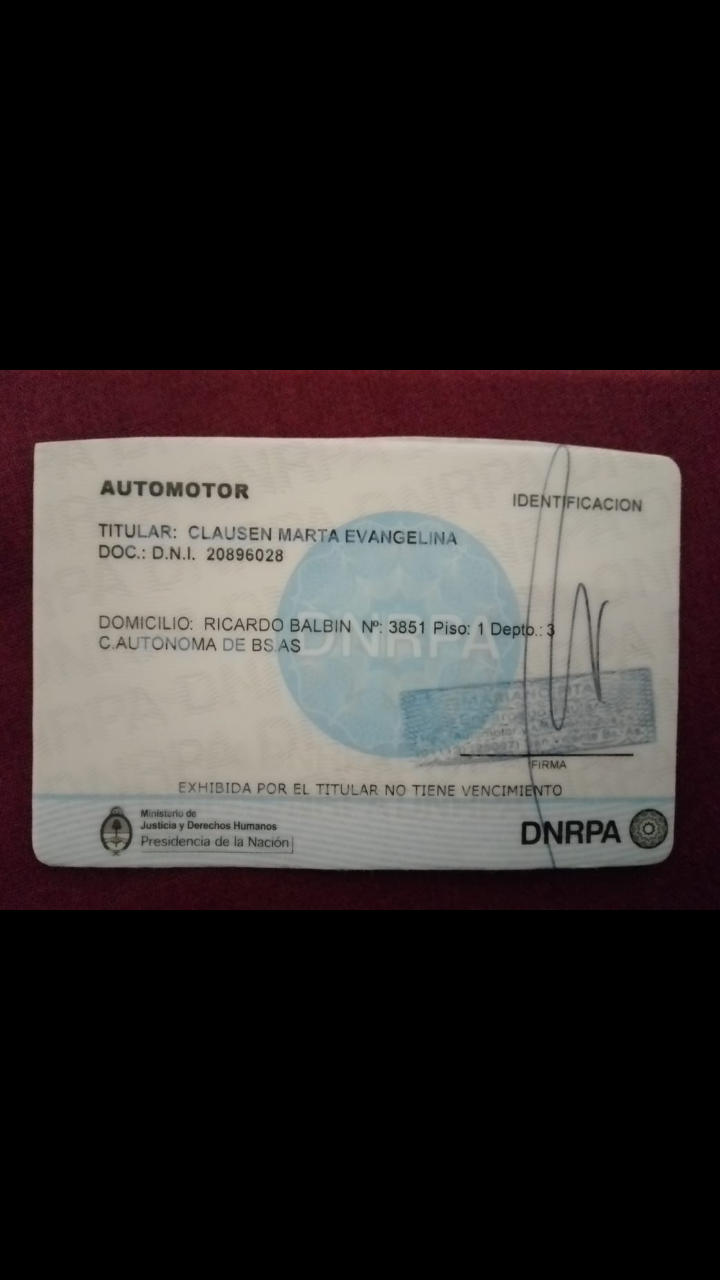 AUTOMOTOR
IDENTIFICACION
TITULAR: CLAUSEN MARTA EVANGELINA
DOC.: D.N.I. 20896028
DOMICILIO: RICARDO BALBIN Nº: 3851 Piso: 1 Depto.: 3
C.AUTONOMA DE BS.AS
DNRPA
FIRMA
EXHIBIDA POR EL TITULAR NO TIENE VENCIMIENTO
Ministerio de
Justicia y Derechos Humanos
Presidencia de la Nación
DNRPA